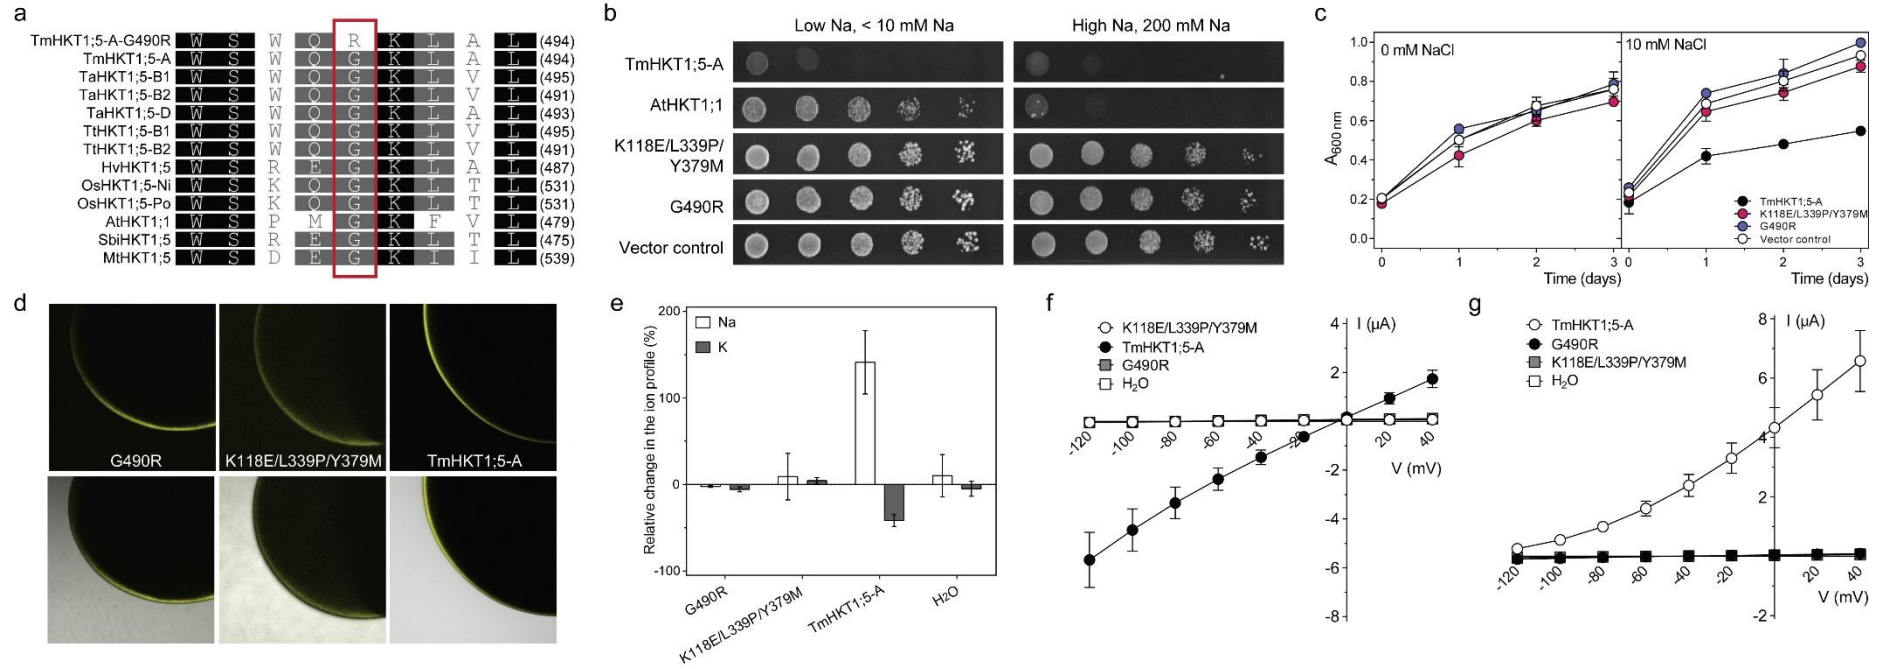 a
TmHKT1;5-A-G490R W S W Q R K L A L (494)
TmHKT1;5-A W S W Q G K L A L (494)
TaHKT1;5-B1 W S W Q G K L V L (495)
TaHKT1;5-B2 W S W Q G K L V L (491)
TaHKT1;5-D W S W Q G K L A L (493)
TtHKT1;5-B1 W S W Q G K L V L (495)
TtHKT1;5-B2 W S W Q G K L V L (491)
HvHKT1;5 W S R E G K L A L (487)
OsHKT1;5-Ni W S K Q G K L T L (531)
OsHKT1;5-Po W S K Q G K L T L (531)
AtHKT1;1 W S P M G K F V L (479)
SbiHKT1;5 W S R E G K L T L (475)
MtHKT1;5 W S D E G K I I L (539)
b
Low Na, < 10 mM Na
High Na, 200 mM Na
TmHKT1;5-A
AtHKT1;1
K118E/L339P/
Y379M
G490R
Vector control
c
0 mM NaCl
10 mM NaCl
A600 nm
1.0
0.8
0.6
0.4
0.2
0.0
TmHKT1;5-A
K118E/L339P/Y379M
G490R
Vector control
0 1 2 3 0 1 2 3
Time (days)
Time (days)
d
G490R
K118E/L339P/Y379M
TmHKT1;5-A
e
Relative change in the ion profile (%)
200
100
0
-100
Na
K
G490R
K118E/L339P/Y379M
TmHKT1;5-A
H2O
f
K118E/L339P/Y379M
TmHKT1;5-A
G490R
H2O
I (µA)
4
2
-2
-4
-6
-8
-120 -100 -80 -60 -40 -20 20 40
V (mV)
g
TmHKT1;5-A
G490R
K118E/L339P/Y379M
H2O
I (µA)
8
6
4
2
-2
-120 -100 -80 -60 -40 -20 20 40
V (mV)